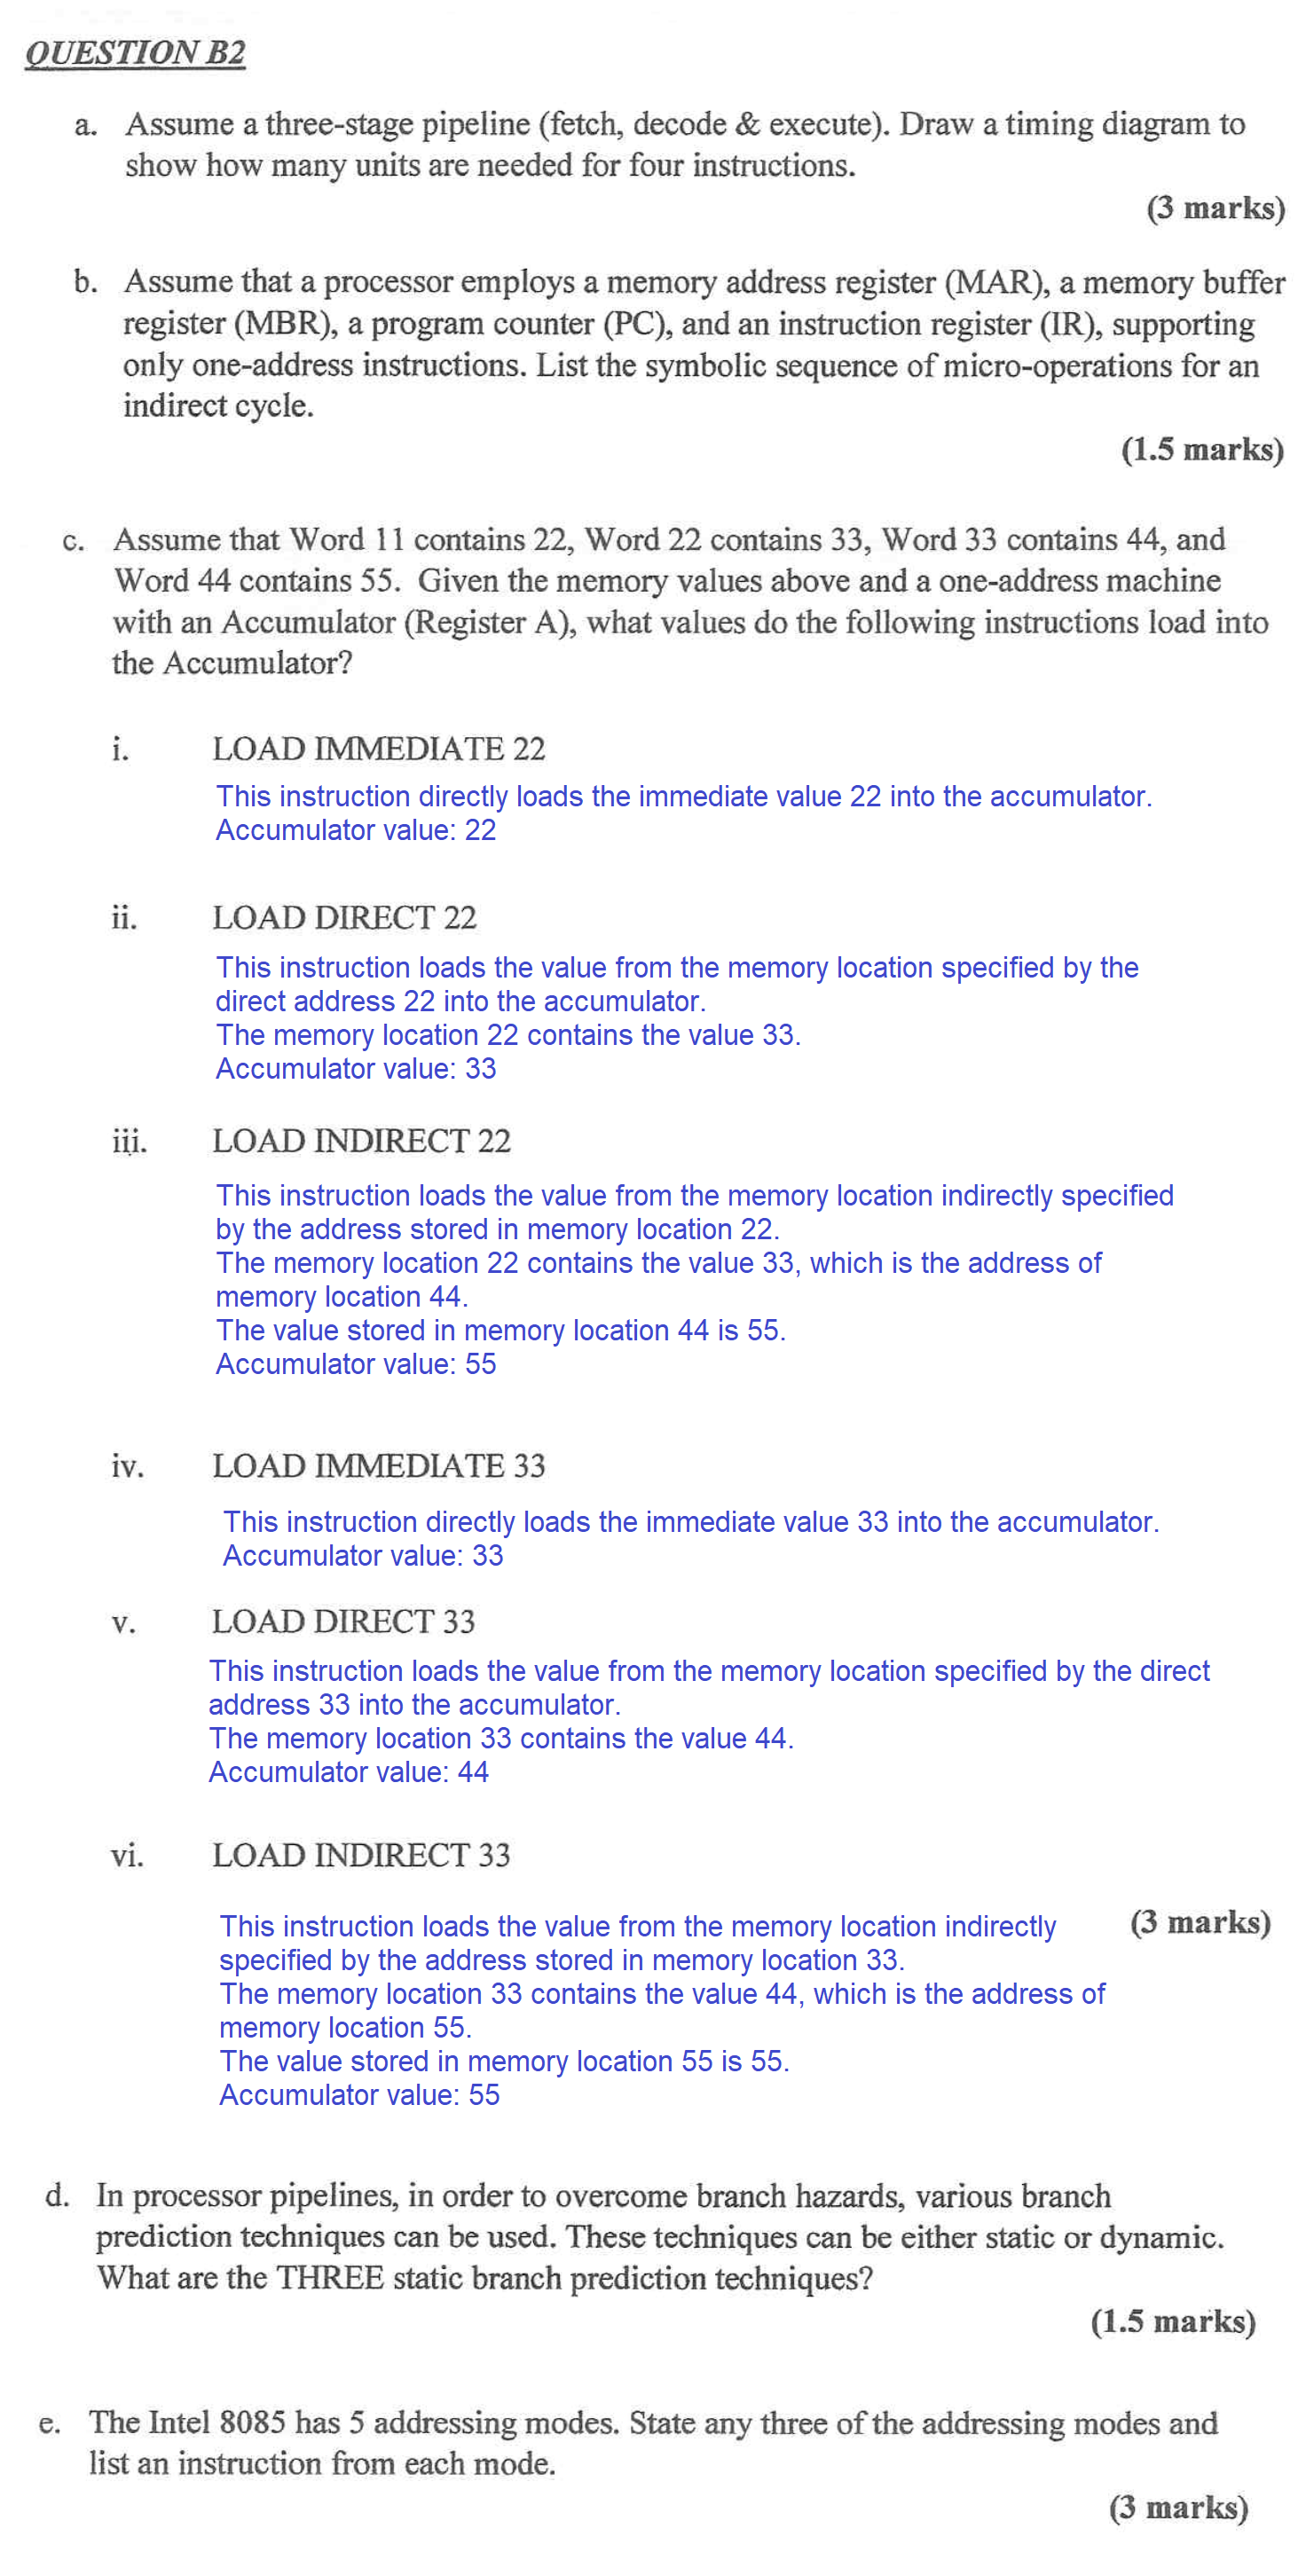 QUESTION B2
a. Assume a three-stage pipeline (fetch, decode & execute). Draw a timing diagram to
show how many units are needed for four instructions.
(3 marks)
b. Assume that a processor employs a memory address register (MAR), a memory buffer
register (MBR), a program counter (PC), and an instruction register (IR), supporting
only one-address instructions. List the symbolic sequence of micro-operations for an
indirect cycle.
(1.5 marks)
c. Assume that Word 11 contains 22, Word 22 contains 33, Word 33 contains 44, and
Word 44 contains 55. Given the memory values above and a one-address machine
with an Accumulator (Register A), what values do the following instructions load into
the Accumulator?
i. LOAD IMMEDIATE 22
This instruction directly loads the immediate value 22 into the accumulator.
Accumulator value: 22
ii. LOAD DIRECT 22
This instruction loads the value from the memory location specified by the
direct address 22 into the accumulator.
The memory location 22 contains the value 33.
Accumulator value: 33
iii. LOAD INDIRECT 22
This instruction loads the value from the memory location indirectly specified
by the address stored in memory location 22.
The memory location 22 contains the value 33, which is the address of
memory location 44.
The value stored in memory location 44 is 55.
Accumulator value: 55
iv. LOAD IMMEDIATE 33
This instruction directly loads the immediate value 33 into the accumulator.
Accumulator value: 33
v. LOAD DIRECT 33
This instruction loads the value from the memory location specified by the direct
address 33 into the accumulator.
The memory location 33 contains the value 44.
Accumulator value: 44
vi. LOAD INDIRECT 33
(3 marks)
This instruction loads the value from the memory location indirectly
specified by the address stored in memory location 33.
The memory location 33 contains the value 44, which is the address of
memory location 55.
The value stored in memory location 55 is 55.
Accumulator value: 55
d. In processor pipelines, in order to overcome branch hazards, various branch
prediction techniques can be used. These techniques can be either static or dynamic.
What are the THREE static branch prediction techniques?
(1.5 marks)
e. The Intel 8085 has 5 addressing modes. State any three of the addressing modes and
list an instruction from each mode.
(3 marks)